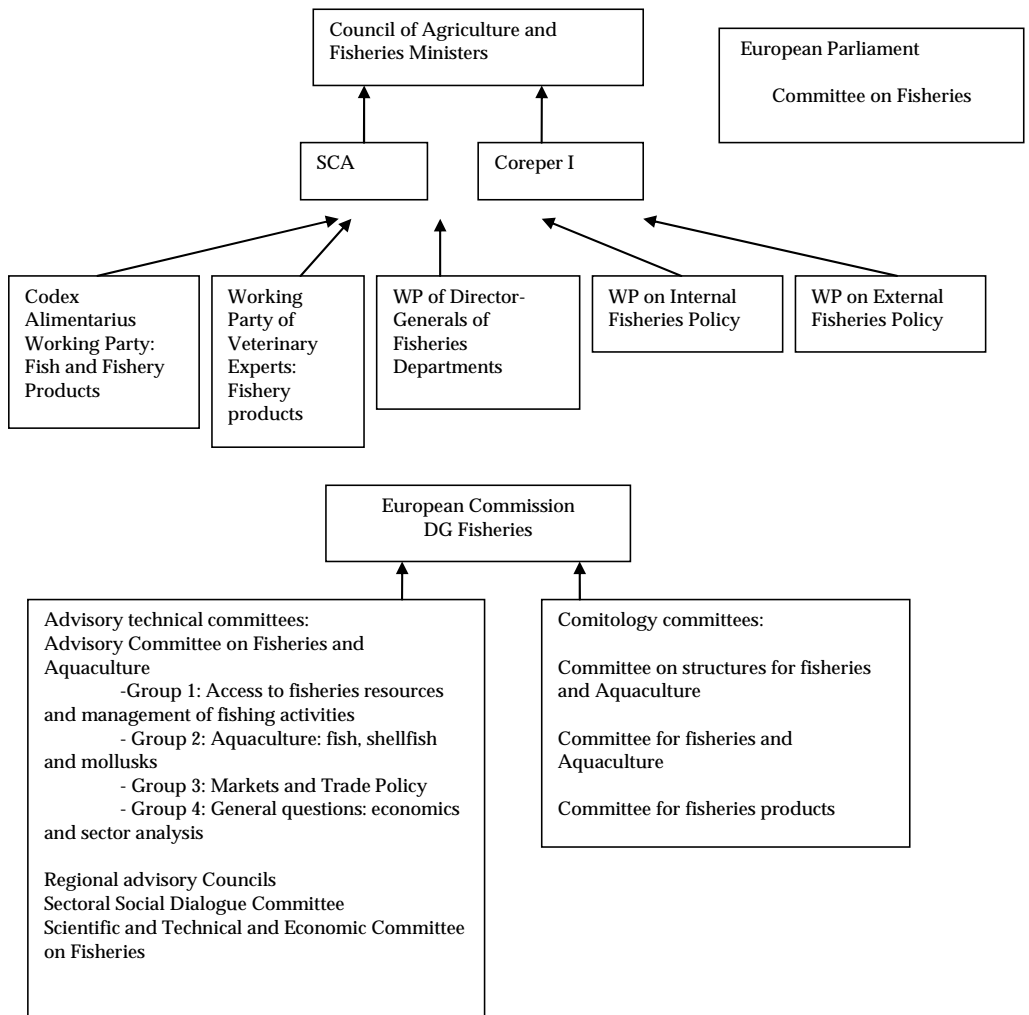 Council of Agriculture and
Fisheries Ministers
European Parliament
Committee on Fisheries
SCA
Coreper I
Codex
Alimentarius
Working Party:
Fish and Fishery
Products
Working
Party of
Veterinary
Experts:
Fishery
products
WP of Director-
Generals of
Fisheries
Departments
WP on Internal
Fisheries Policy
WP on External
Fisheries Policy
European Commission
DG Fisheries
Advisory technical committees:
Advisory Committee on Fisheries and
Aquaculture
-Group 1: Access to fisheries resources
and management of fishing activities
- Group 2: Aquaculture: fish, shellfish
and mollusks
- Group 3: Markets and Trade Policy
- Group 4: General questions: economics
and sector analysis
Regional advisory Councils
Sectoral Social Dialogue Committee
Scientific and Technical and Economic Committee
on Fisheries
Comitology committees:
Committee on structures for fisheries
and Aquaculture
Committee for fisheries and
Aquaculture
Committee for fisheries products